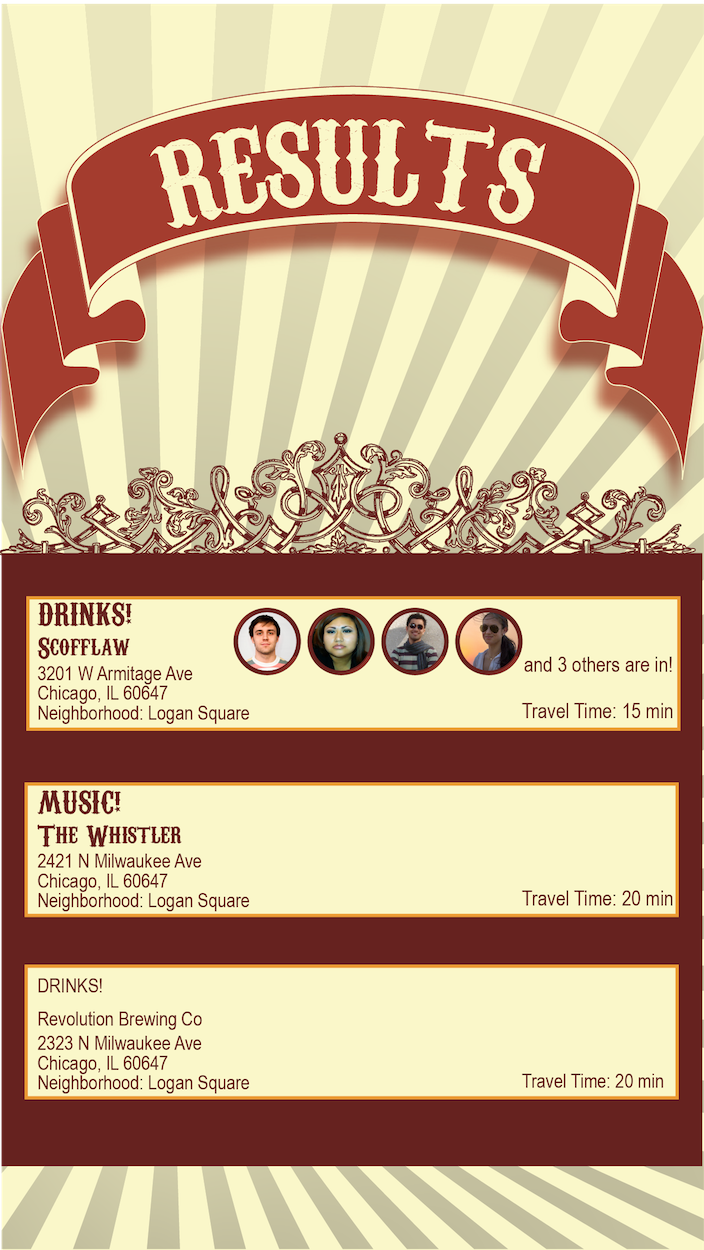 RESULTS
DRINKS!
Scofflaw
3201 W Armitage Ave
Chicago, IL 60647
Neighborhood: Logan Square
and 3 others are in!
Travel Time: 15 min
MUSIC!
The Whistler
2421 N Milwaukee Ave
Chicago, IL 60647
Neighborhood: Logan Square
Travel Time: 20 min
DRINKS!
Revolution Brewing Co
2323 N Milwaukee Ave
Chicago, IL 60647
Neighborhood: Logan Square
Travel Time: 20 min